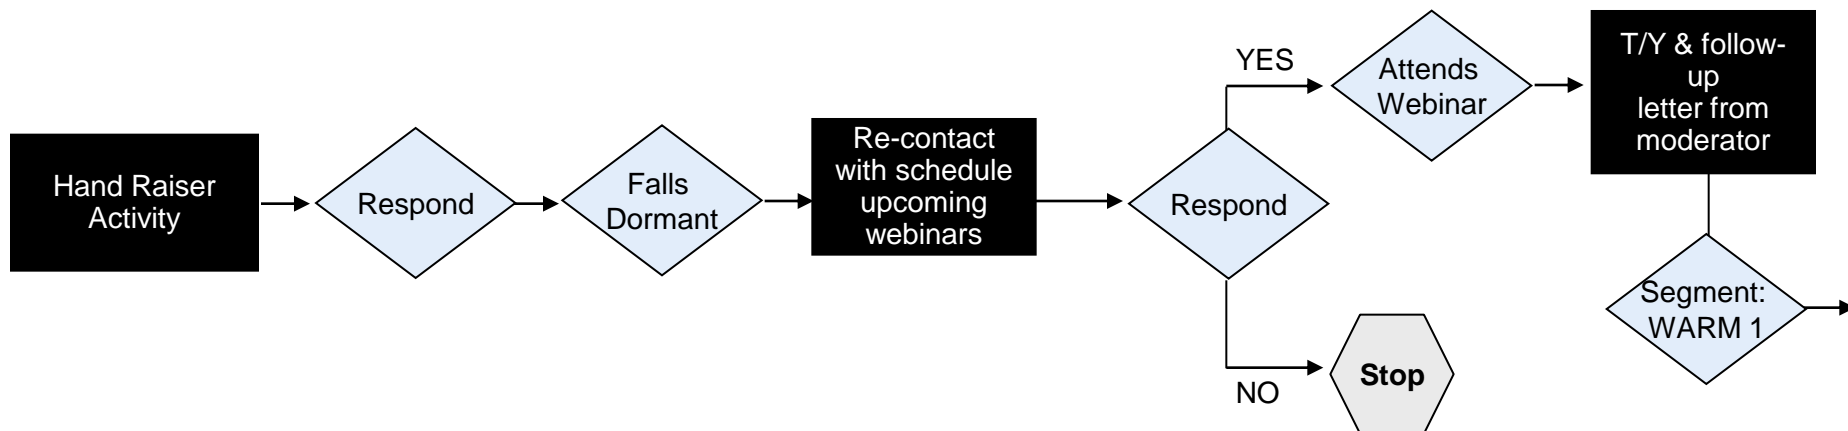 Hand Raiser
Activity
Respond
Falls
Dormant
Re-contact
with schedule
upcoming
webinars
Respond
YES
Attends
Webinar
T/Y & follow-
up
letter from
moderator
Segment:
WARM 1
NO
Stop